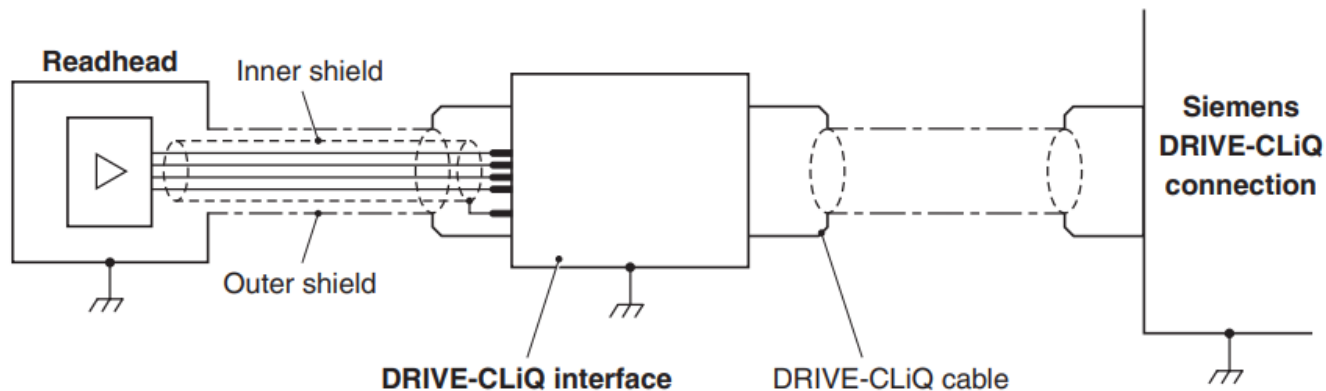 Readhead
Inner shield
Siemens
DRIVE-CLiQ
connection
Outer shield
DRIVE-CLiQ interface
DRIVE-CLiQ cable